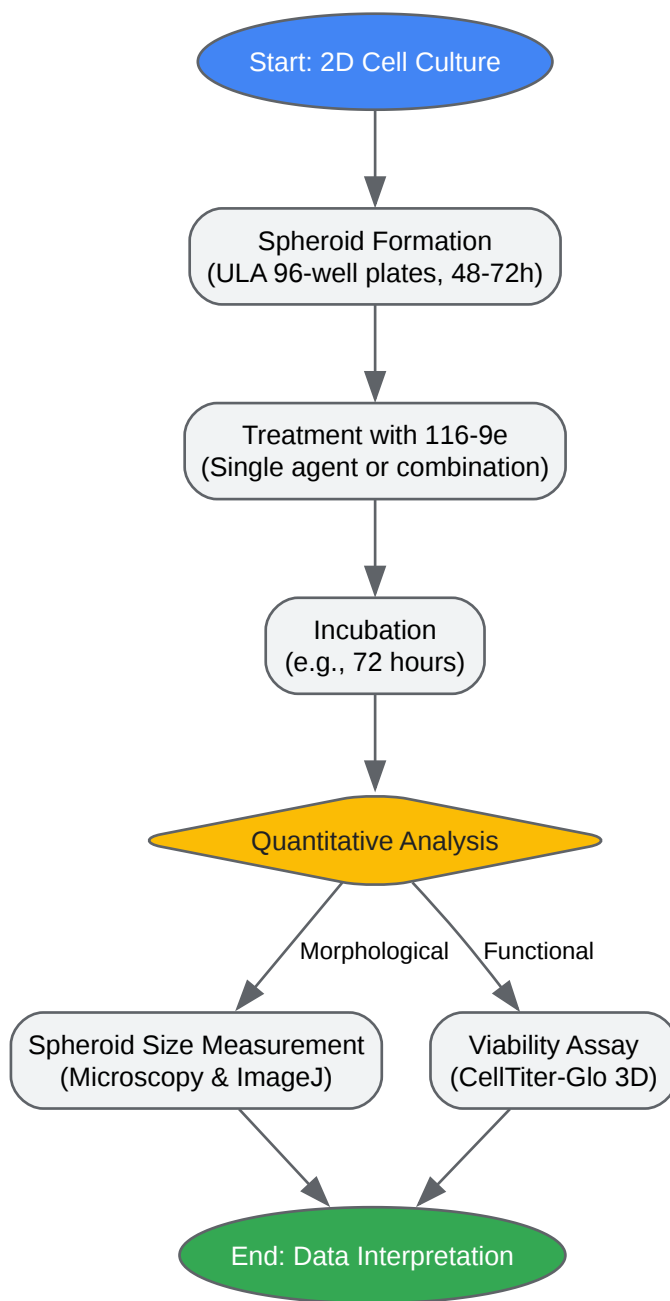 Start: 2D Cell Culture
Spheroid Formation
(ULA 96-well plates, 48-72h)
Treatment with 116-9e
(Single agent or combination)
Incubation
(e.g., 72 hours)
Quantitative Analysis
Morphological
Functional
Spheroid Size Measurement
(Microscopy & ImageJ)
Viability Assay
(CellTiter-Glo 3D)
End: Data Interpretation